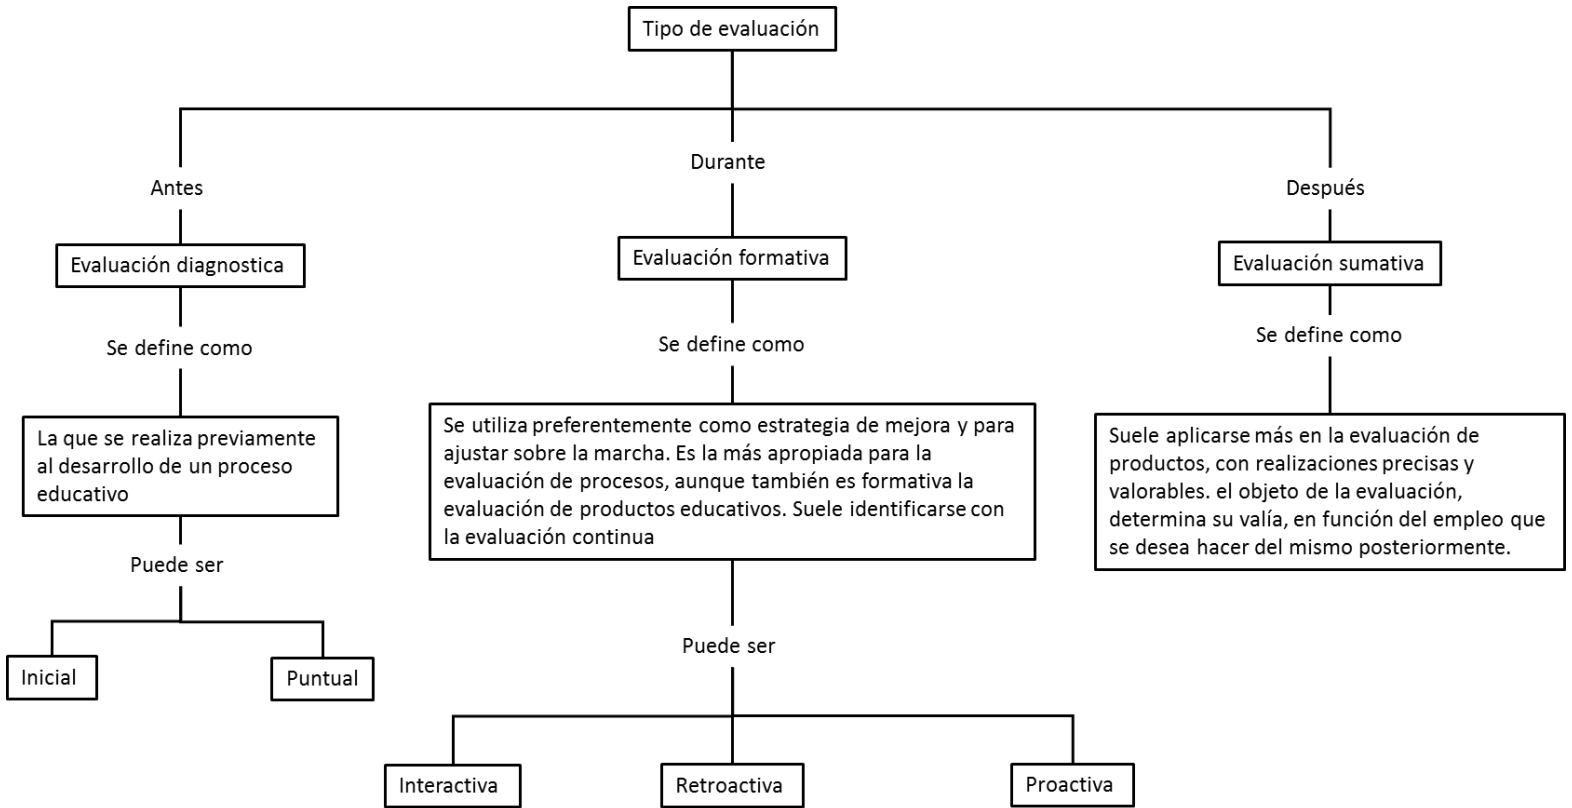 Tipo de evaluación
Antes
Durante
Después
Evaluación diagnostica
Evaluación formativa
Evaluación sumativa
Se define como
Se define como
Se define como
La que se realiza previamente
al desarrollo de un proceso
educativo
Se utiliza preferentemente como estrategia de mejora y para
ajustar sobre la marcha. Es la más apropiada para la
evaluación de procesos, aunque también es formativa la
evaluación de productos educativos. Suele identificarse con
la evaluación continua
Suele aplicarse más en la evaluación de
productos, con realizaciones precisas y
valorables. el objeto de la evaluación,
determina su valía, en función del empleo que
se desea hacer del mismo posteriormente.
Puede ser
Puede ser
Inicial
Puntual
Interactiva
Retroactiva
Proactiva